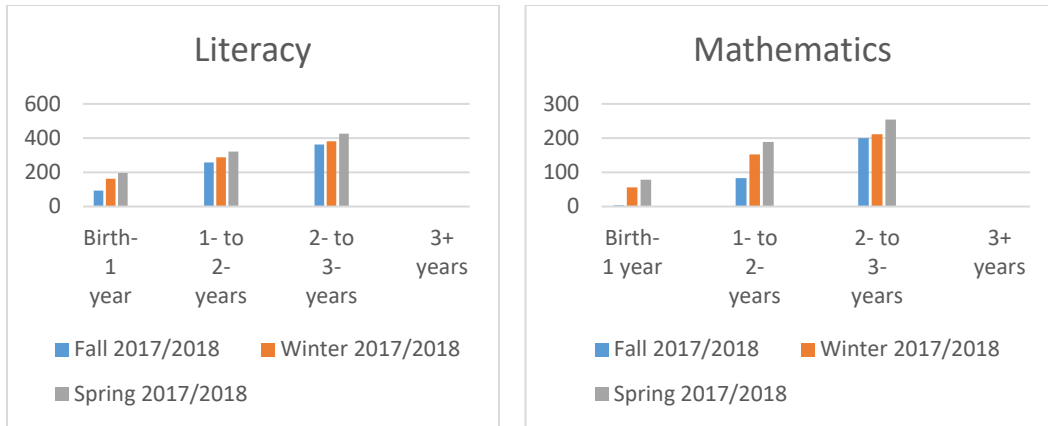 Literacy
600
400
200
0
Birth-
1
year
1- to
2-
years
2- to
3-
years
3+
years
Fall 2017/2018
Winter 2017/2018
Spring 2017/2018
Mathematics
300
200
100
0
Birth-
1 year
1- to
2-
years
2- to
3-
years
3+
years
Fall 2017/2018
Winter 2017/2018
Spring 2017/2018